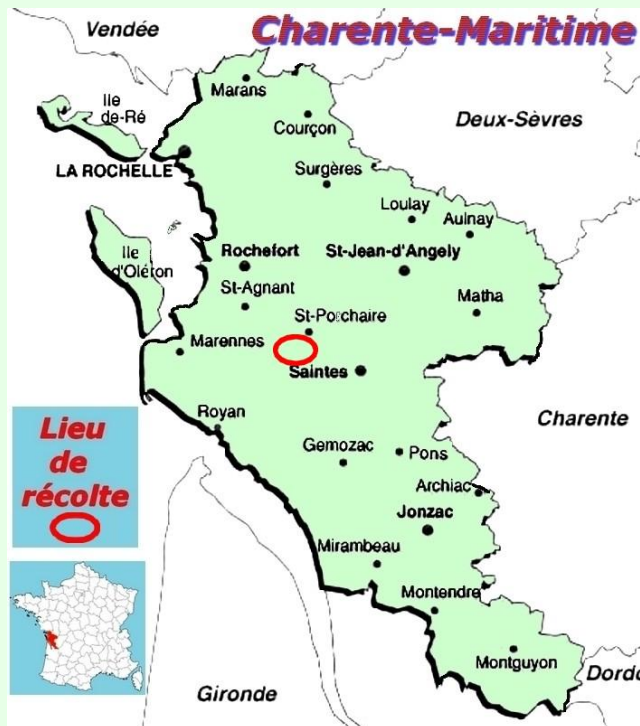 Charente-Maritime
Vendée
Marans
Ile
de-Ré
Courçon
Deux-Sèvres
LA ROCHELLE
Surgères
Loulay
Aulnay
Ile
d'Oléron
Rochefort
St-Jean-d'Angely
St-Agnant
Matha
St-Porchaire
Marennes
Saintes
Royan
Charente
Lieu
de
récolte
Gemozac
Pons
Archiac
Jonzac
Mirambeau
Montendre
Montguyon
Dordo
Gironde